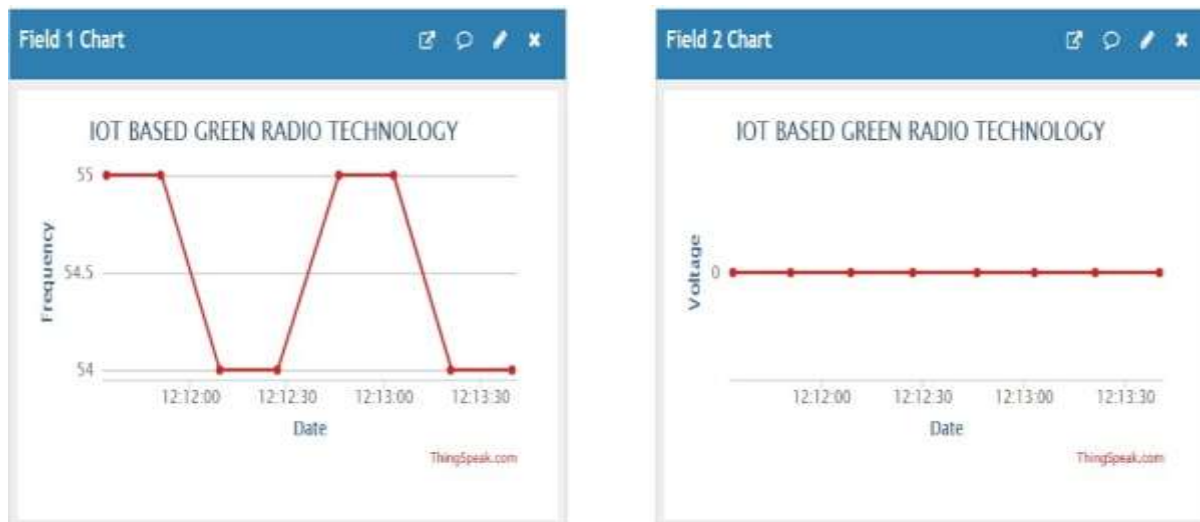 Field 1 Chart
IOT BASED GREEN RADIO TECHNOLOGY
Frequency
55
54.5
54
12:12:00 12:12:30 12:13:00 12:13:30
Date
ThingSpeak.com
Field 2 Chart
IOT BASED GREEN RADIO TECHNOLOGY
Voltage
0
12:12:00 12:12:30 12:13:00 12:13:30
Date
ThingSpeak.com